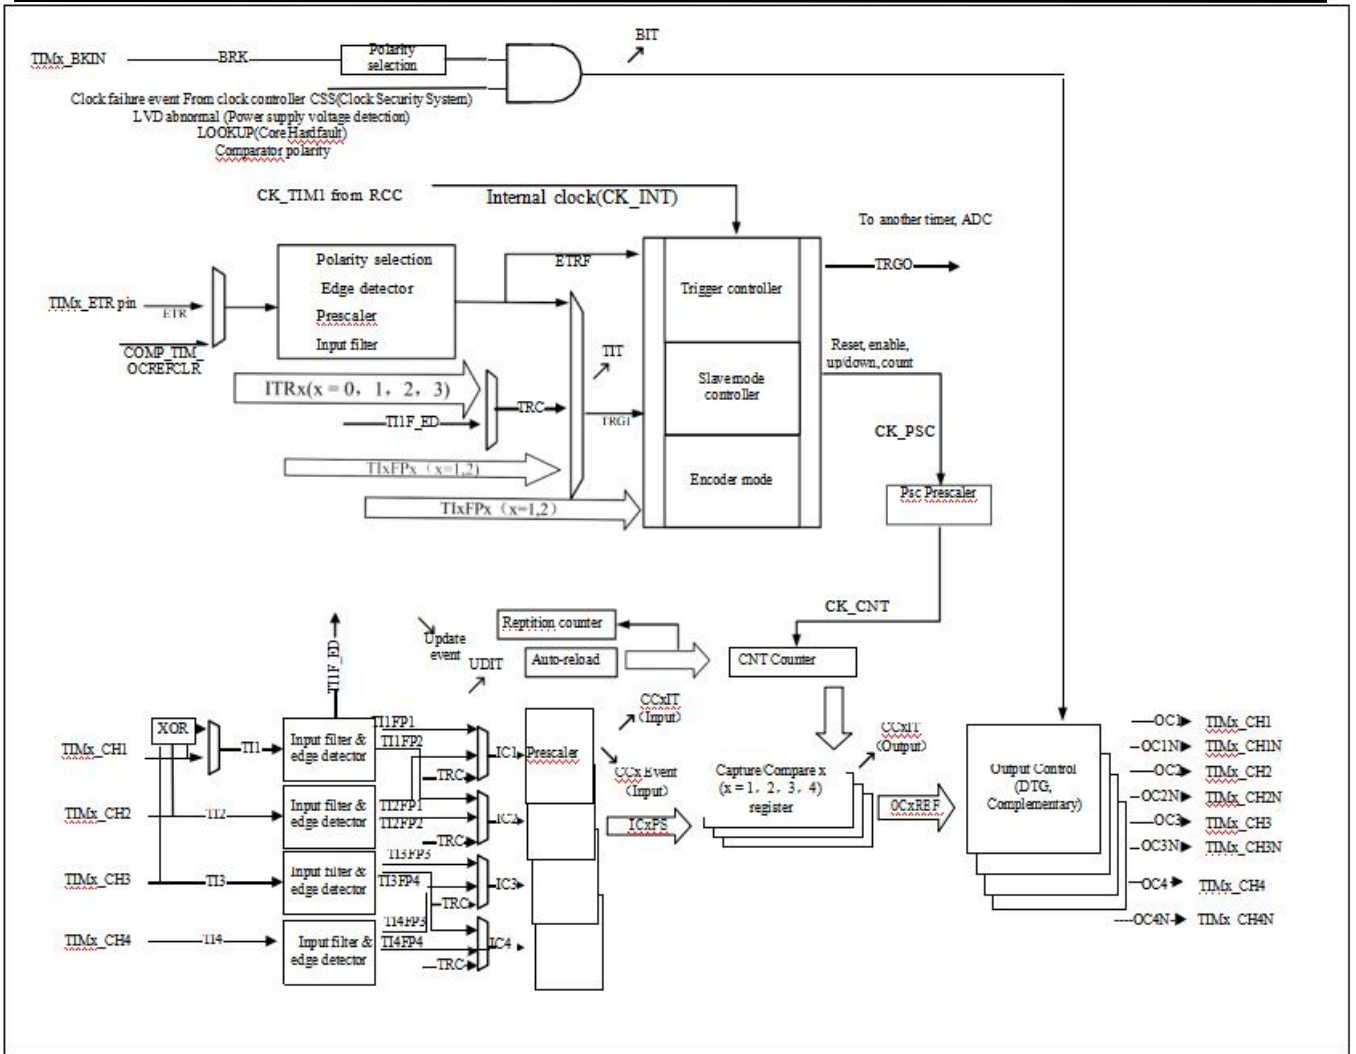 BIT
TIMx_BKIN
BRK
Polarity
selection
Clock failure event From clock controller CSS(Clock Security System)
LVD abnormal (Power supply voltage detection)
LOOKUP(Core Hardfault)
Comparator polarity
CK_TIM1 from RCC
Internal clock(CK_INT)
To another timer, ADC
TRGO
Polarity selection
Edge detector
Prescaler
Input filter
ETRF
Trigger controller
TIMx_ETR pin
ETR
COMP_TIM_
OCREFCLR
TIT
Reset, enable,
up/down, count
ITRx(x = 0, 1, 2, 3)
Slave mode
controller
TRC
TRGI
TI1F_ED
CK_PSC
TIxFPx (x=1,2)
Encoder mode
TIxFPx (x=1,2)
Psc Prescaler
CK_CNT
Reptition counter
Update
event
UDIT
Auto-reload
CNT Counter
TI1F_ED
CCxIT
(Input)
XOR
TIMx_CH1
TI1
Input filter &
edge detector
TI1FP1
TI1FP2
TRC
IC1
Prescaler
CCx Event
(Input)
CCxIT
(Output)
Capture/Compare x
(x = 1, 2, 3, 4)
register
Output Control
(DTG,
Complementary)
OC1
TIMx_CH1
OC1N
TIMx_CH1N
OC2
TIMx_CH2
OC2N
TIMx_CH2N
OC3
TIMx_CH3
OC3N
TIMx_CH3N
OC4
TIMx_CH4
OC4N
TIMx_CH4N
TIMx_CH2
TI2
Input filter &
edge detector
TI2FP1
TI2FP2
TRC
IC2
ICxPS
OCxREF
TIMx_CH3
TI3
Input filter &
edge detector
TI3FP3
TI3FP4
TRC
IC3
TIMx_CH4
TI4
Input filter &
edge detector
TI4FP3
TI4FP4
TRC
IC4